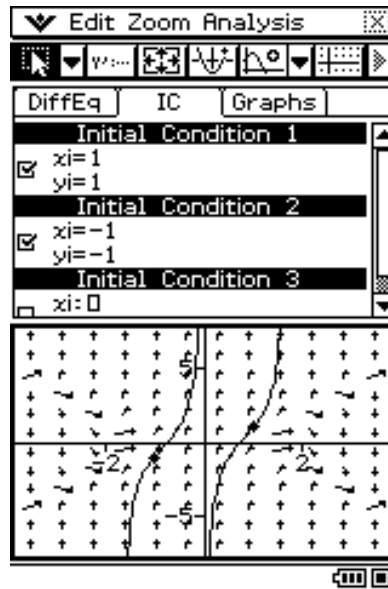 Edit Zoom Analysis
DiffEq IC Graphs
Initial Condition 1
xi=1
yi=1
Initial Condition 2
xi=-1
yi=-1
Initial Condition 3
xi:0
5
-2 2
-5